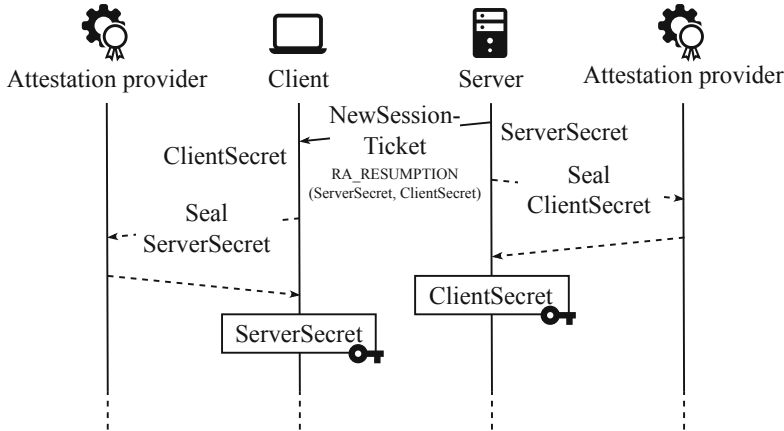 Attestation provider
Client
Server
Attestation provider
NewSession-
Ticket
RA_RESUMPTION
(ServerSecret, ClientSecret)
ServerSecret
ClientSecret
Seal
ClientSecret
Seal
ServerSecret
ClientSecret
ServerSecret